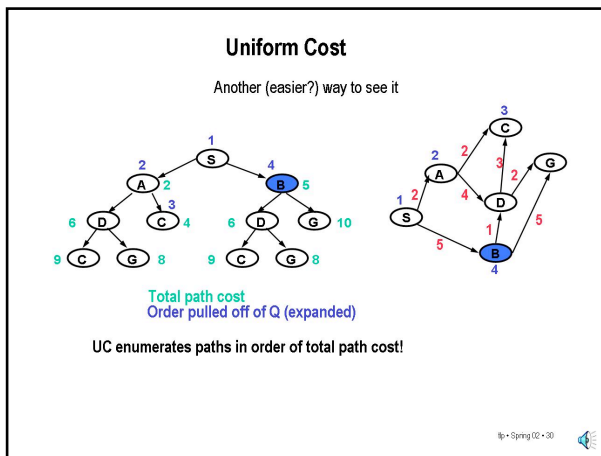 Uniform Cost
Another (easier?) way to see it
1
S
2
A 2
4
B 5
6 D
3
C 4
6 D
G 10
9 C
G 8
9 C
G 8
3
C
2
3
G
2
A
2
1
2
4
D
S
5
1
5
B
4
Total path cost
Order pulled off of Q (expanded)
UC enumerates paths in order of total path cost!
tlp • Spring 02 • 30